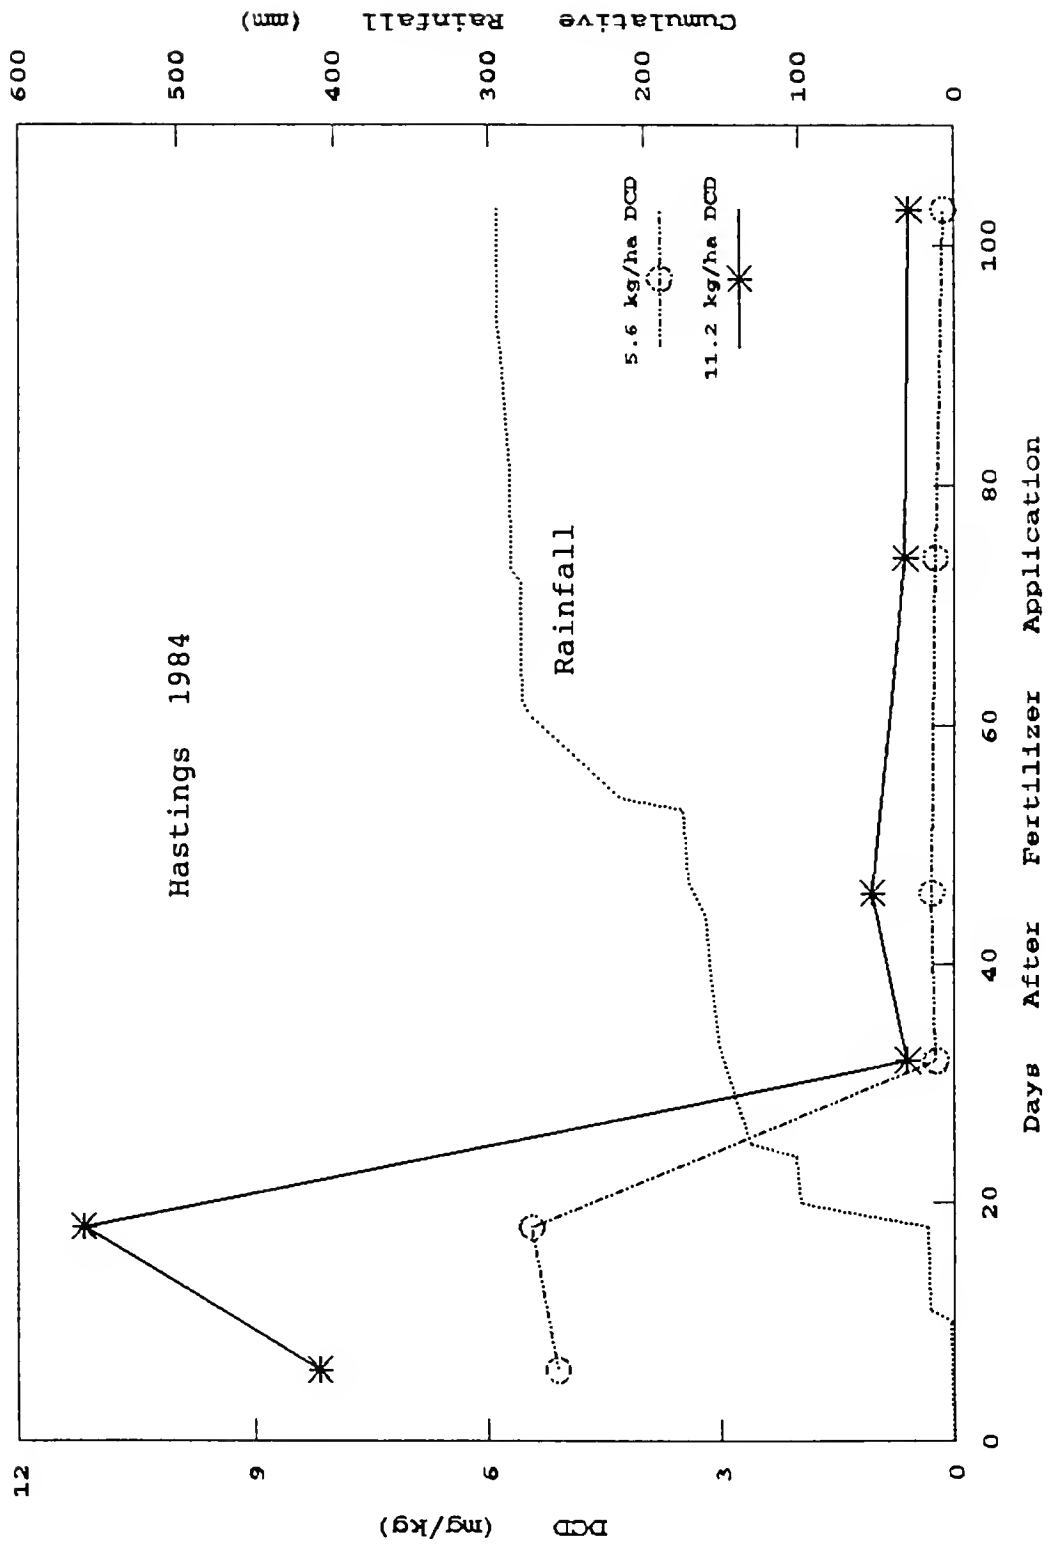 Hastings 1984
DCD (mg/kg)
12
9
6
3
0
Rainfall
5.6 kg/ha DCD
11.2 kg/ha DCD
600
500
400
300
200
100
0
Cumulative Rainfall (mm)
0
20
40
60
80
100
Days After Fertilizer Application